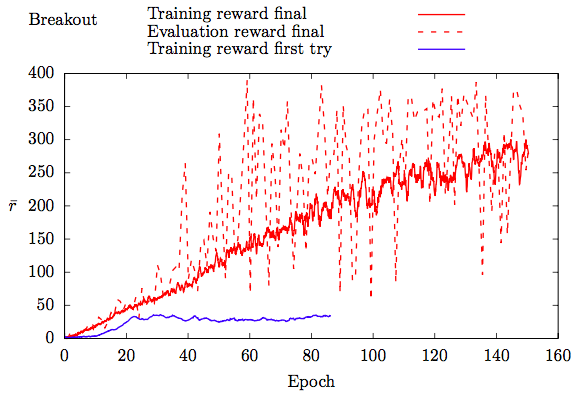 Breakout
Training reward final
Evaluation reward final
Training reward first try
400
350
300
250
200
150
100
50
0
r̄
0 20 40 60 80 100 120 140 160
Epoch